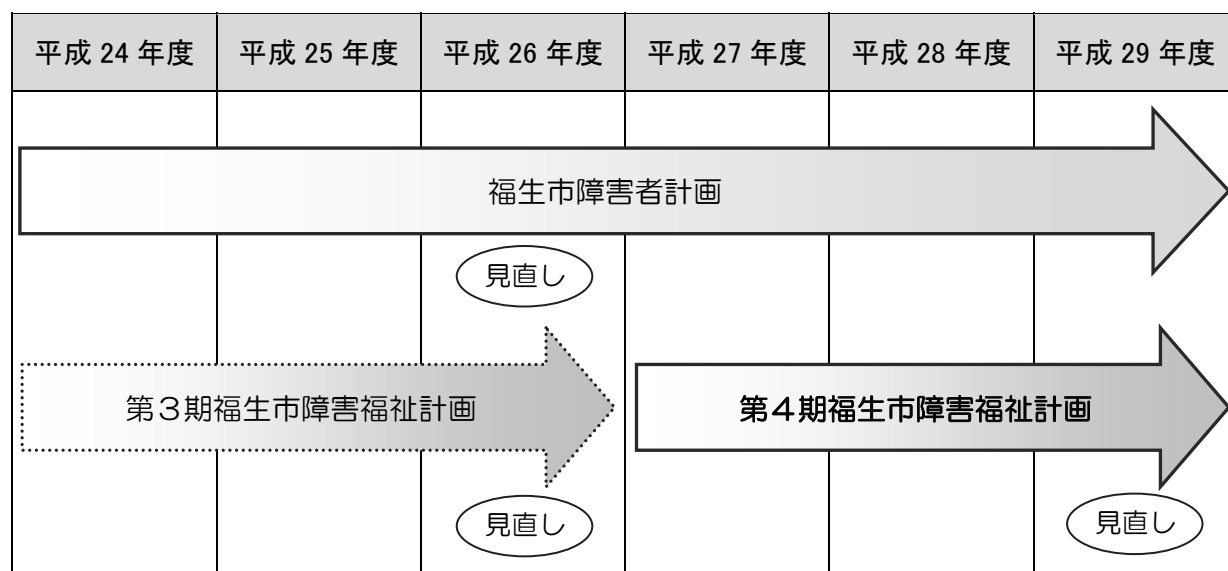 平成 24 年度 平成 25 年度 平成 26 年度 平成 27 年度 平成 28 年度 平成 29 年度
福生市障害者計画
見直し
第３期福生市障害福祉計画 第４期福生市障害福祉計画
見直し 見直し